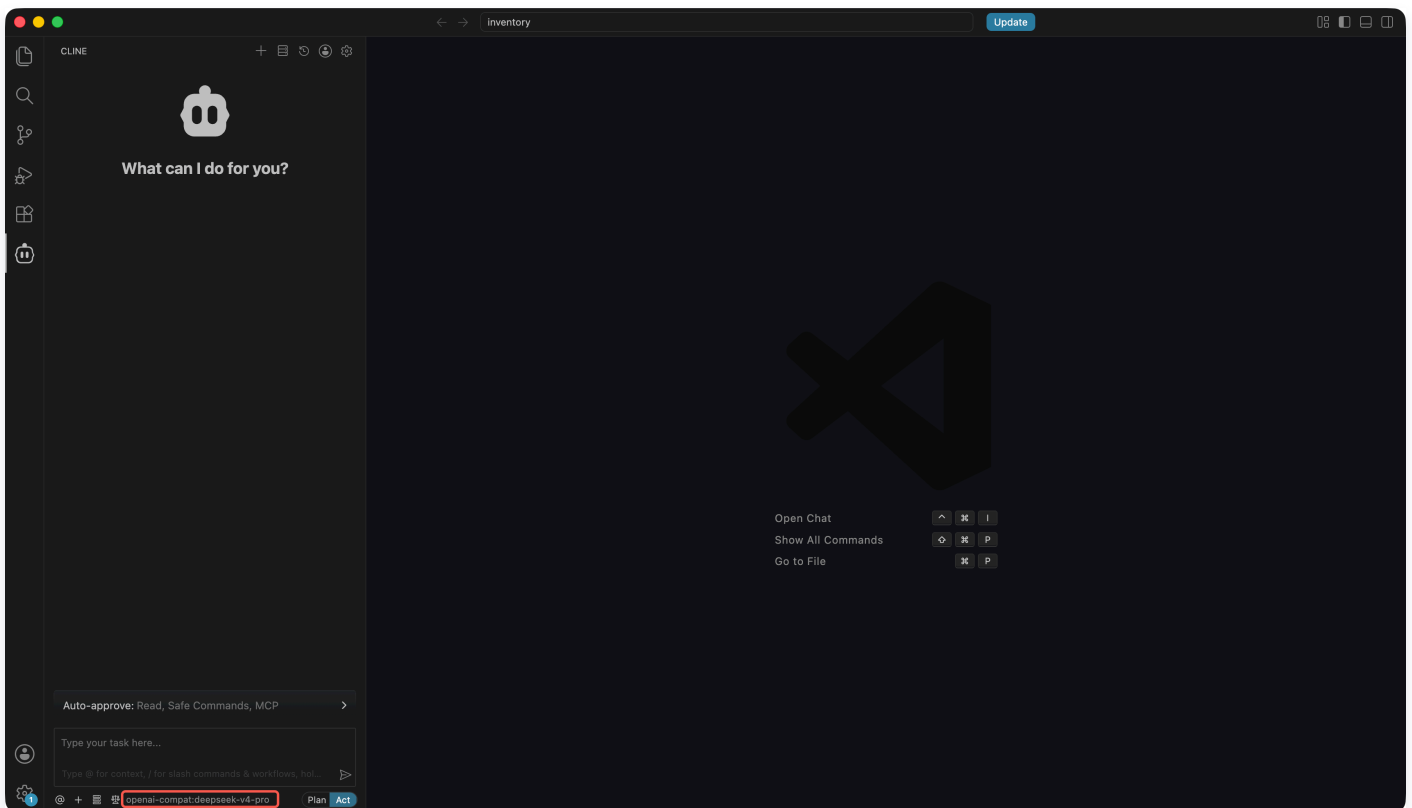 inventory
Update
CLINE
What can I do for you?
Open Chat ^ ⌘ I
Show All Commands ⇧ ⌘ P
Go to File ⌘ P
Auto-approve: Read, Safe Commands, MCP
Type your task here...
Type @ for context, / for slash commands & workflows, hol...
1
@ + openai-compat:deepseek-v4-pro Plan Act